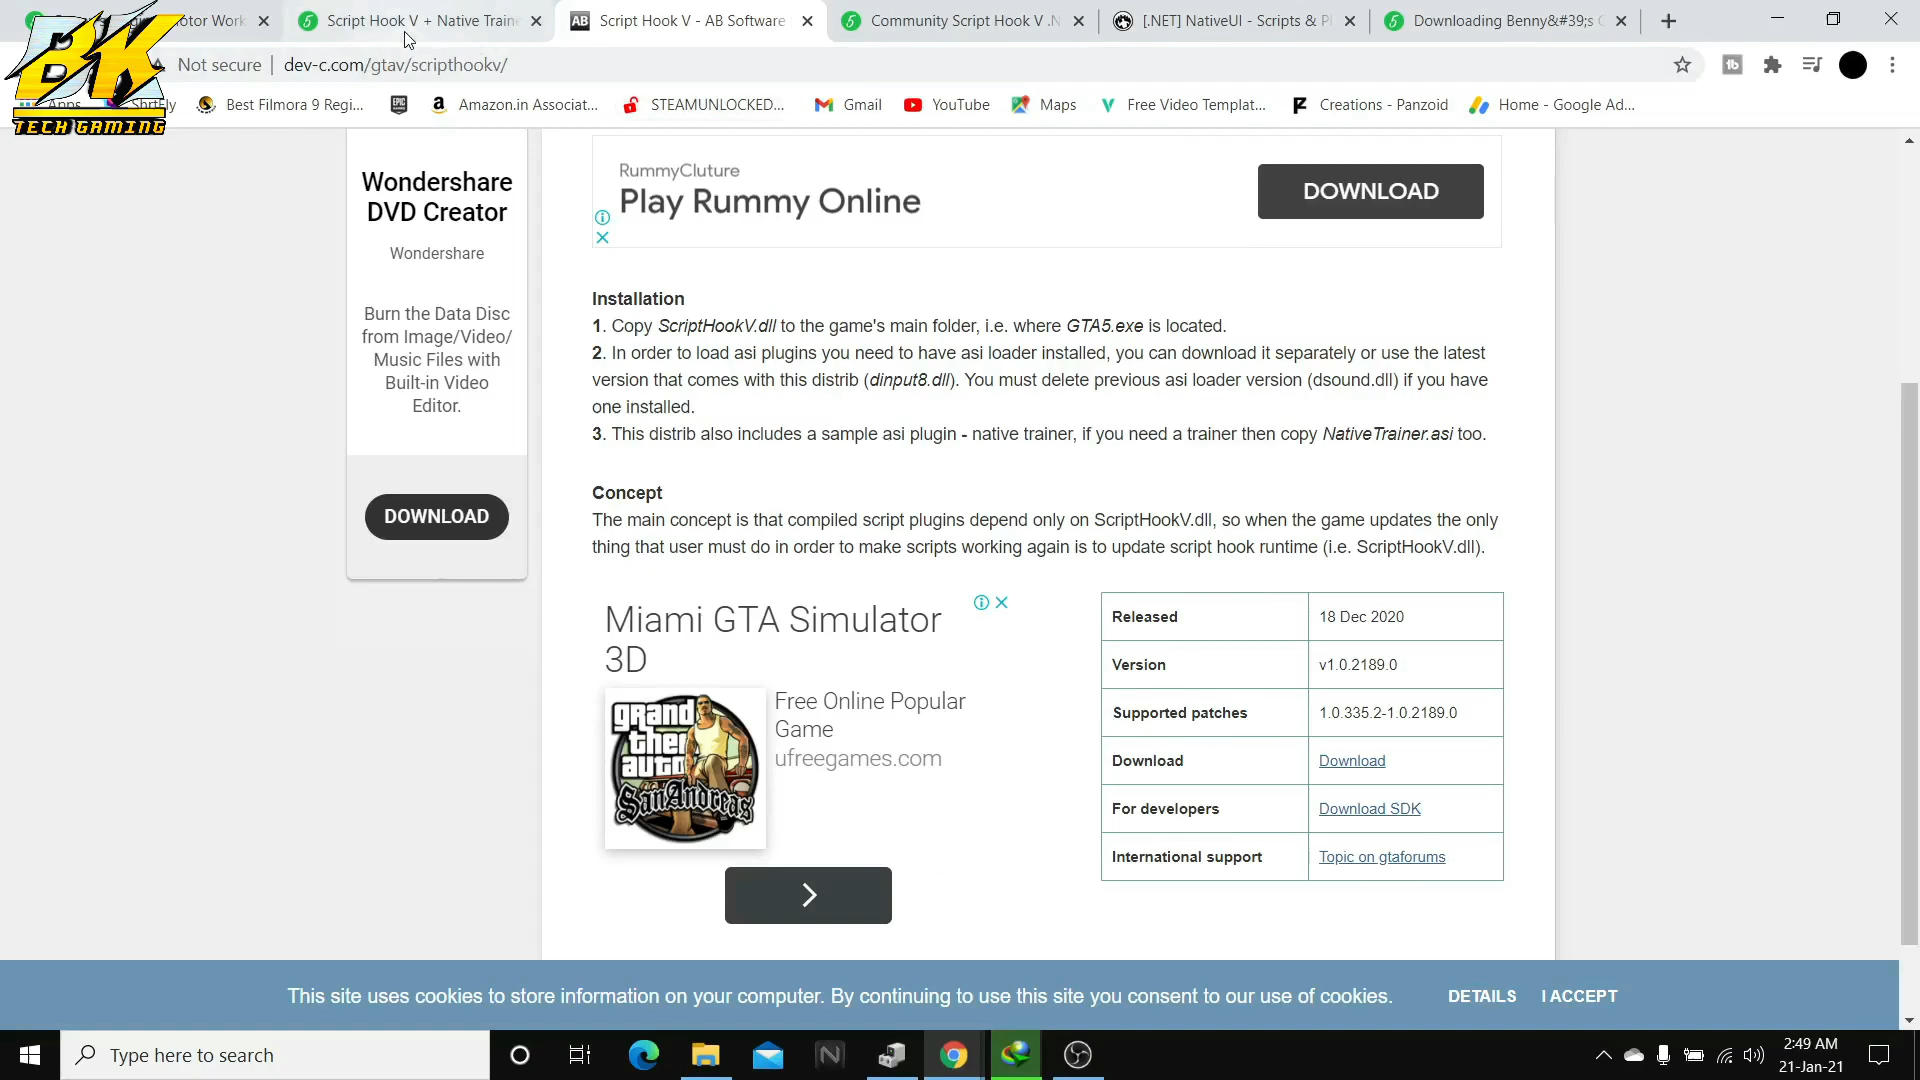 otor Work
Script Hook V + Native Traine
AB
Script Hook V - AB Software
Community Script Hook V .N
[.NET] NativeUI - Scripts & Pl
Downloading Benny&#39;s
BK
TECH GAMING
Not secure
dev-c.com/gtav/scripthookv/
Apps
ShrtFly
Best Filmora 9 Regi...
Amazon.in Associat...
STEAMUNLOCKED...
Gmail
YouTube
Maps
Free Video Templat...
Creations - Panzoid
Home - Google Ad...
Wondershare
DVD Creator
Wondershare
Burn the Data Disc
from Image/Video/
Music Files with
Built-in Video
Editor.
DOWNLOAD
RummyCluture
Play Rummy Online
DOWNLOAD
Installation
1. Copy ScriptHookV.dll to the game's main folder, i.e. where GTA5.exe is located.
2. In order to load asi plugins you need to have asi loader installed, you can download it separately or use the latest
version that comes with this distrib (dinput8.dll). You must delete previous asi loader version (dsound.dll) if you have
one installed.
3. This distrib also includes a sample asi plugin - native trainer, if you need a trainer then copy NativeTrainer.asi too.
Concept
The main concept is that compiled script plugins depend only on ScriptHookV.dll, so when the game updates the only
thing that user must do in order to make scripts working again is to update script hook runtime (i.e. ScriptHookV.dll).
Miami GTA Simulator
3D
grand
theft
auto
San Andreas
Free Online Popular
Game
ufreegames.com
Released 18 Dec 2020
Version v1.0.2189.0
Supported patches 1.0.335.2-1.0.2189.0
Download Download
For developers Download SDK
International support Topic on gtaforums
This site uses cookies to store information on your computer. By continuing to use this site you consent to our use of cookies.
DETAILS
I ACCEPT
Type here to search
2:49 AM
21-Jan-21